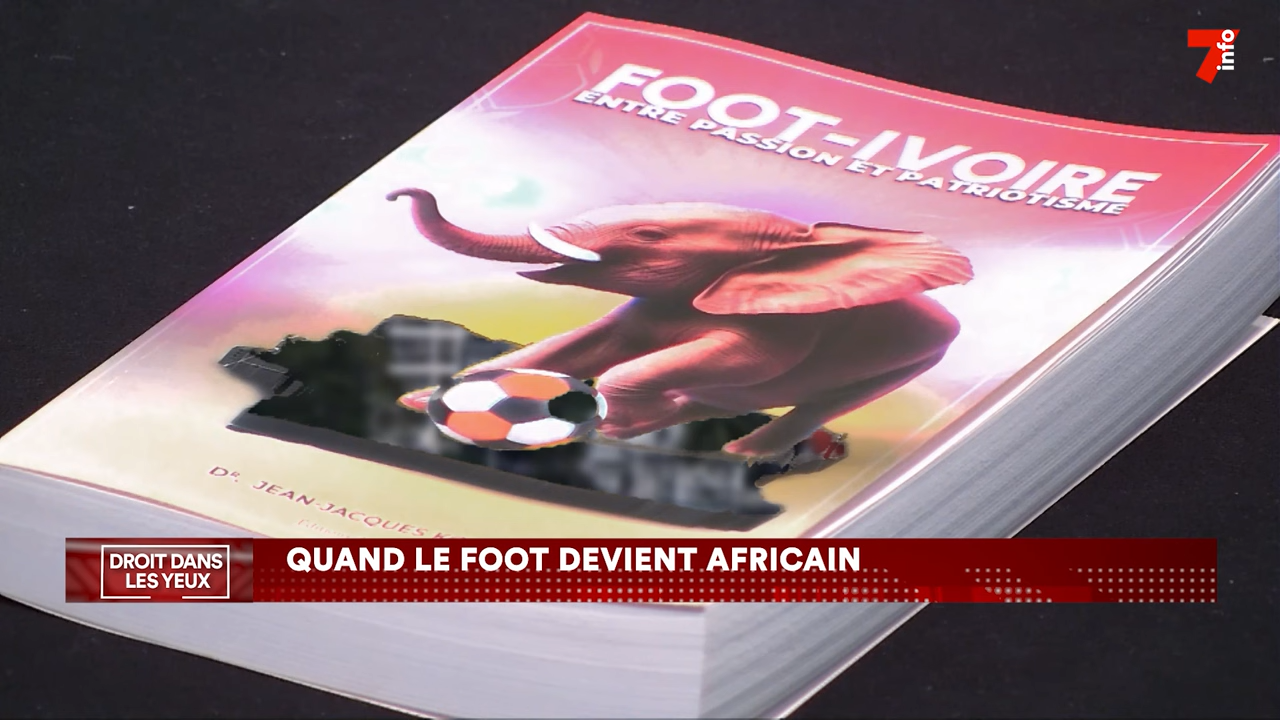 7
info
FOOT-IVOIRE
ENTRE PASSION ET PATRIOTISME
Dr. JEAN-JACQUES
DROIT DANS
LES YEUX
QUAND LE FOOT DEVIENT AFRICAIN